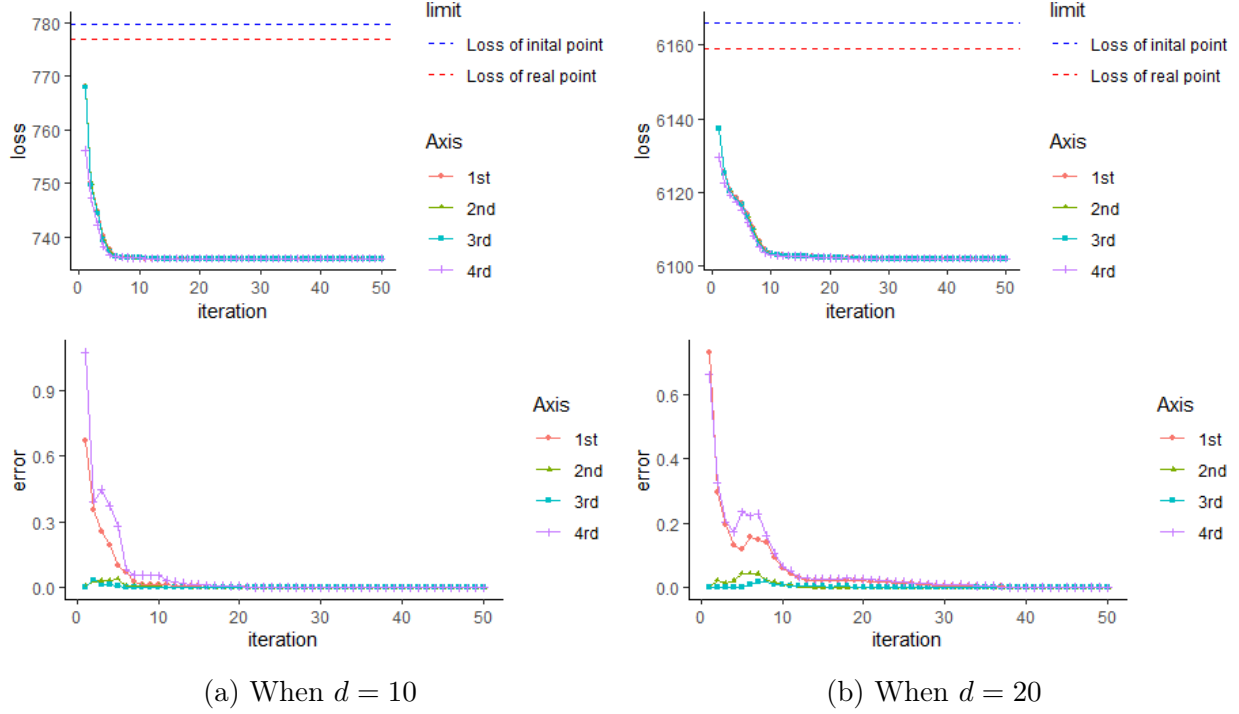 limit
Loss of inital point
Loss of real point
Axis
1st
2nd
3rd
4rd
loss
780
770
760
750
740
0 10 20 30 40 50
iteration
limit
Loss of inital point
Loss of real point
Axis
1st
2nd
3rd
4rd
loss
6160
6140
6120
6100
0 10 20 30 40 50
iteration
error
0.9
0.6
0.3
0.0
0 10 20 30 40 50
iteration
Axis
1st
2nd
3rd
4rd
error
0.6
0.4
0.2
0.0
0 10 20 30 40 50
iteration
Axis
1st
2nd
3rd
4rd
(a) When d = 10
(b) When d = 20